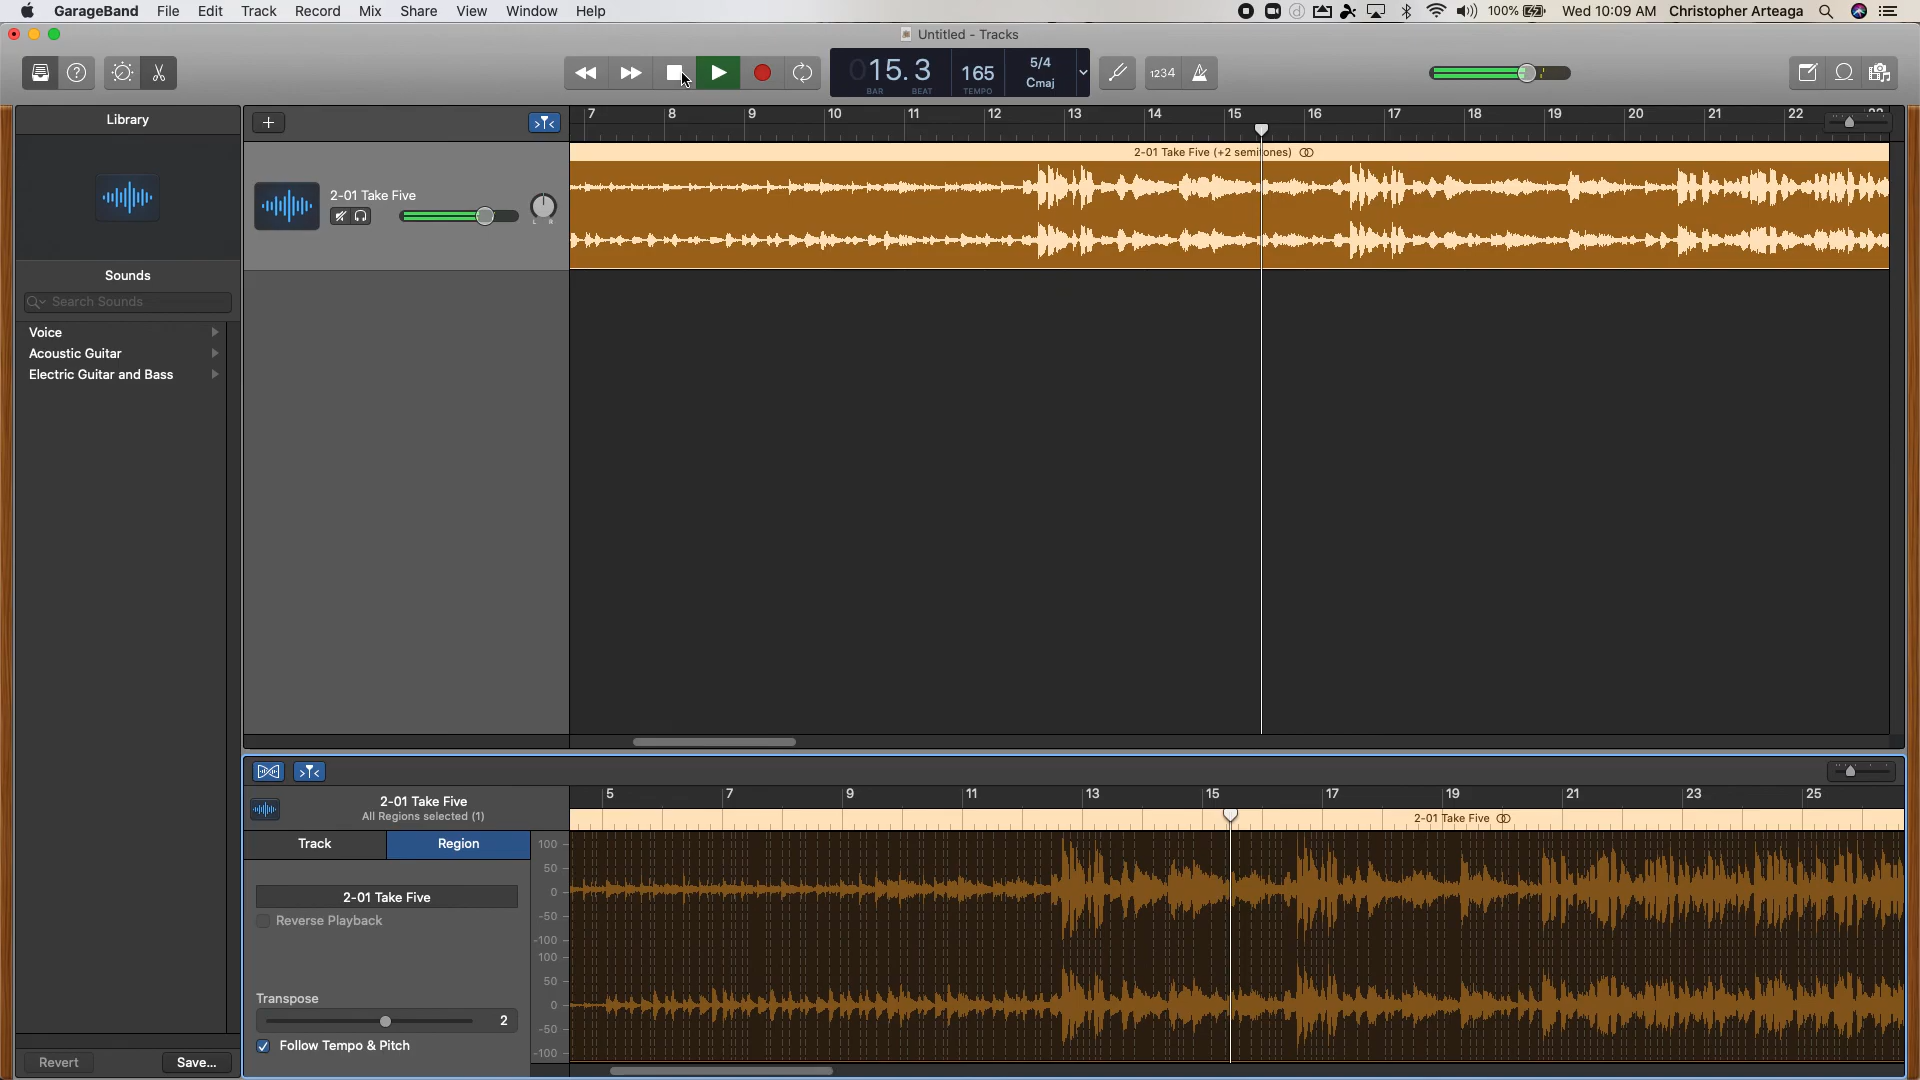 GarageBand File Edit Track Record Mix Share View Window Help
100% Wed 10:09 AM Christopher Arteaga
Untitled - Tracks
015.3 165 5/4 Cmaj
BAR BEAT TEMPO
1234
Library
7 8 9 10 11 12 13 14 15 16 17 18 19 20 21 22
2-01 Take Five (+2 semitones)
2-01 Take Five
L R
Sounds
Search Sounds
Voice
Acoustic Guitar
Electric Guitar and Bass
2-01 Take Five
All Regions selected (1)
5 7 9 11 13 15 17 19 21 23 25
2-01 Take Five
Track Region
2-01 Take Five
Reverse Playback
100
50
0
-50
-100
100
50
0
-50
-100
Transpose
2
Follow Tempo & Pitch
Revert Save...